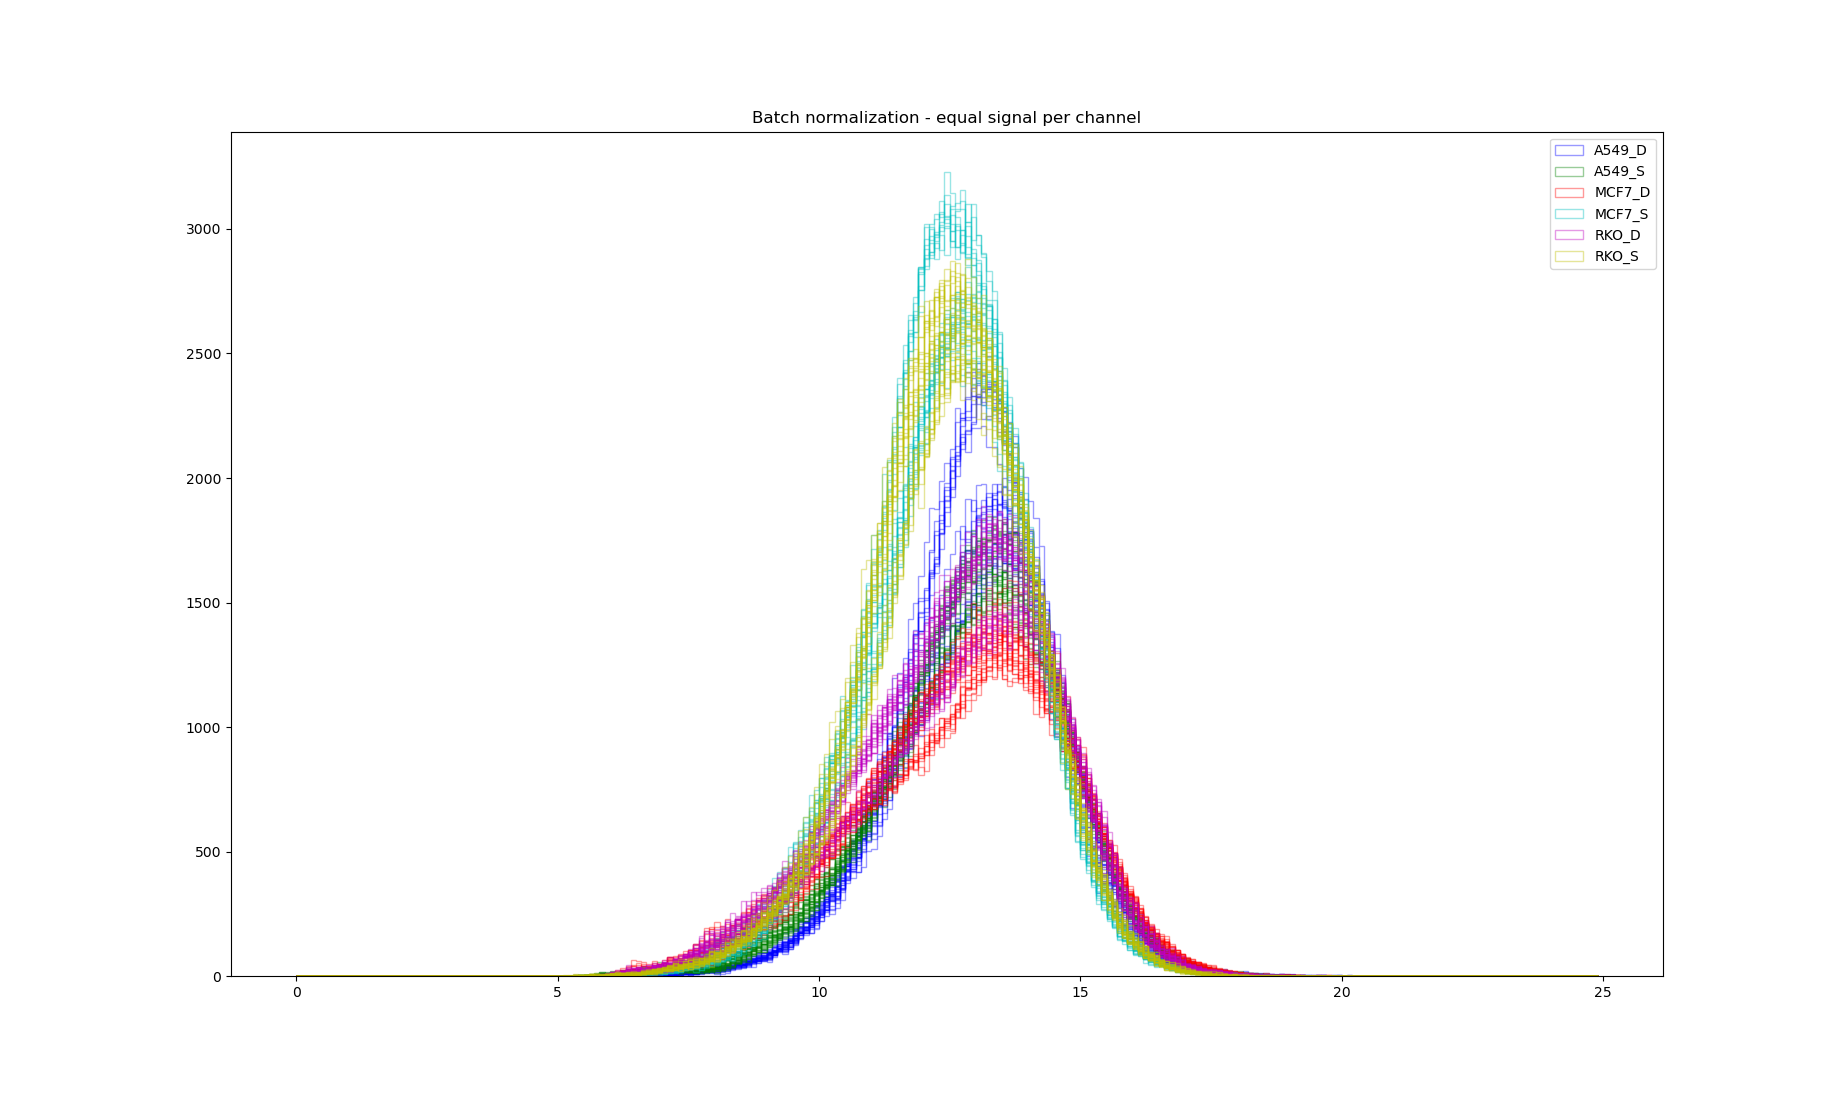 Batch normalization - equal signal per channel
A549_D
A549_S
MCF7_D
MCF7_S
RKO_D
RKO_S
3000
2500
2000
1500
1000
500
0
0 5 10 15 20 25